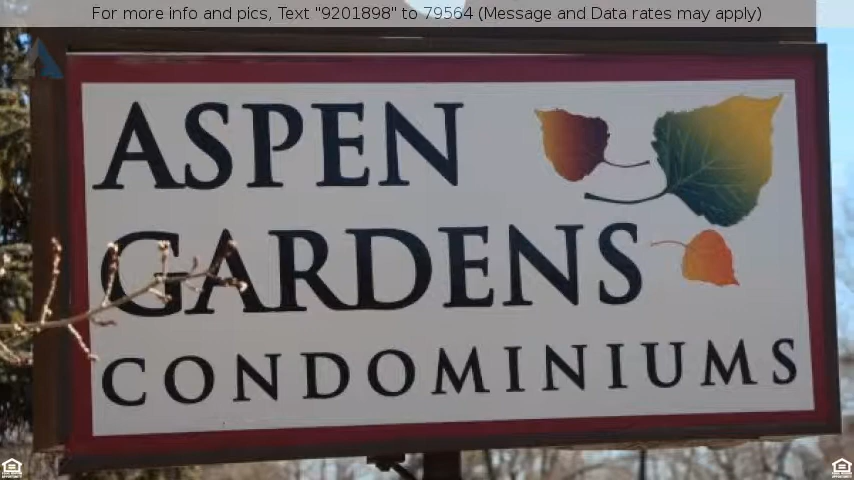 For more info and pics, Text "9201898" to 79564 (Message and Data rates may apply)
ASPEN
GARDENS
CONDOMINIUMS